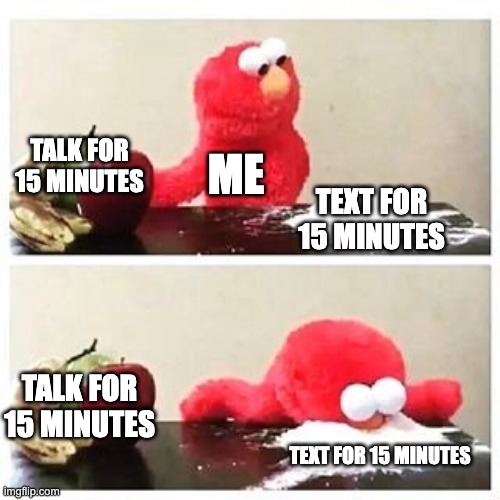 TALK FOR
15 MINUTES
ME
TEXT FOR
15 MINUTES
TALK FOR
15 MINUTES
TEXT FOR 15 MINUTES
imgflip.com